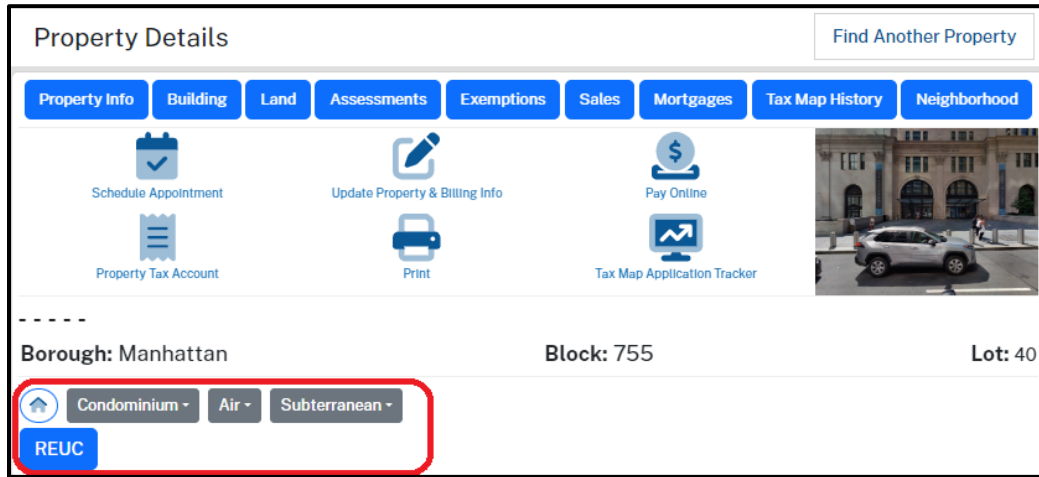 Property Details
Find Another Property
Property Info Building Land Assessments Exemptions Sales Mortgages Tax Map History Neighborhood
Schedule Appointment Update Property & Billing Info Pay Online
Property Tax Account Print Tax Map Application Tracker
- - - - -
Borough: Manhattan Block: 755 Lot: 40
Condominium Air Subterranean
REUC